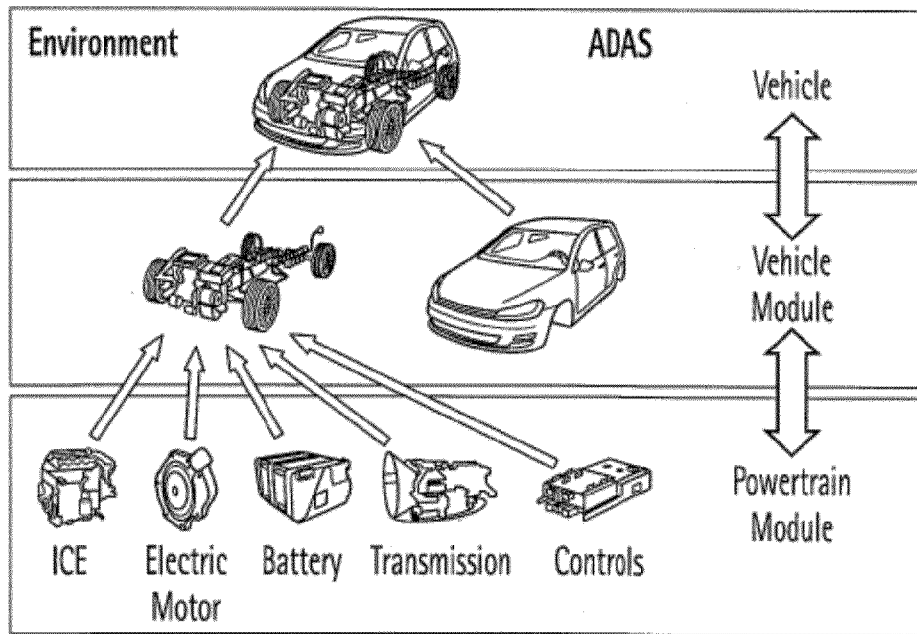 Environment
ADAS
Vehicle
Vehicle
Module
ICE
Electric
Motor
Battery
Transmission
Controls
Powertrain
Module